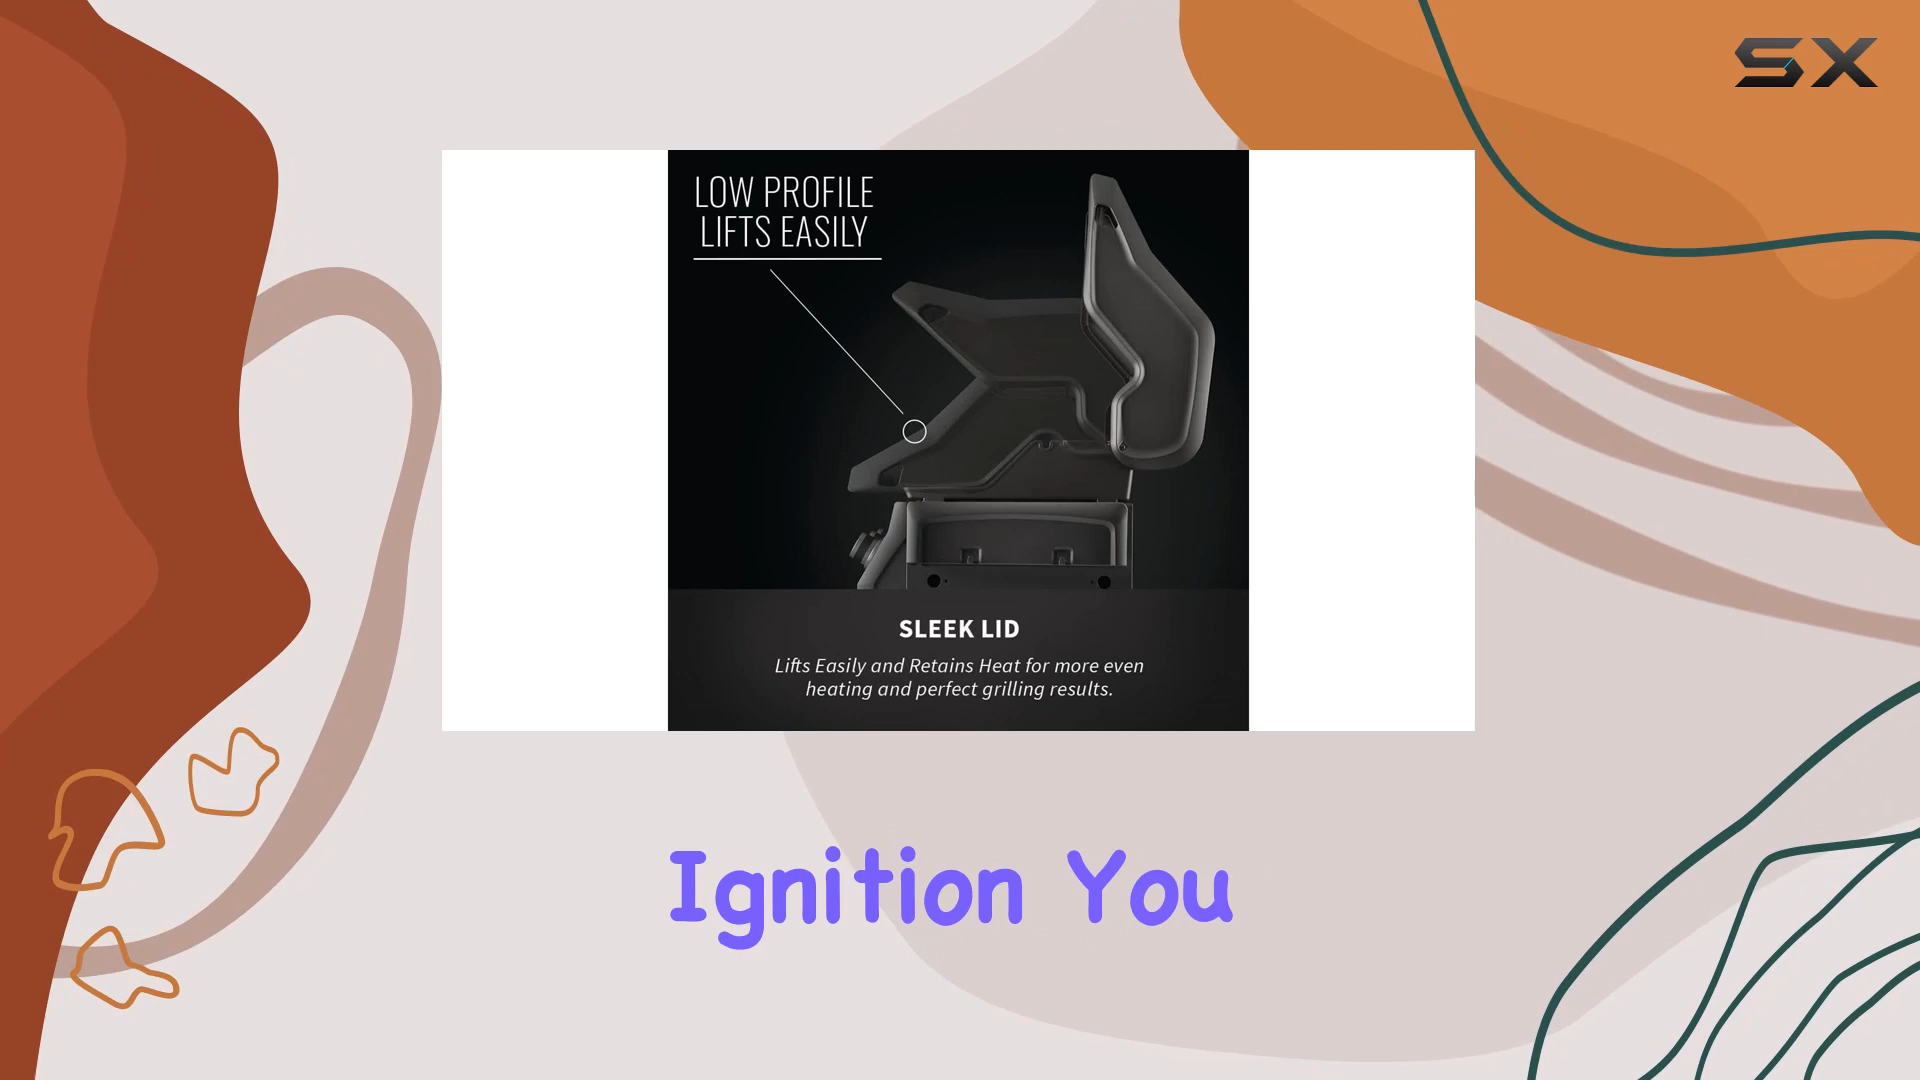 SX
LOW PROFILE
LIFTS EASILY
SLEEK LID
Lifts Easily and Retains Heat for more even
heating and perfect grilling results.
Ignition You